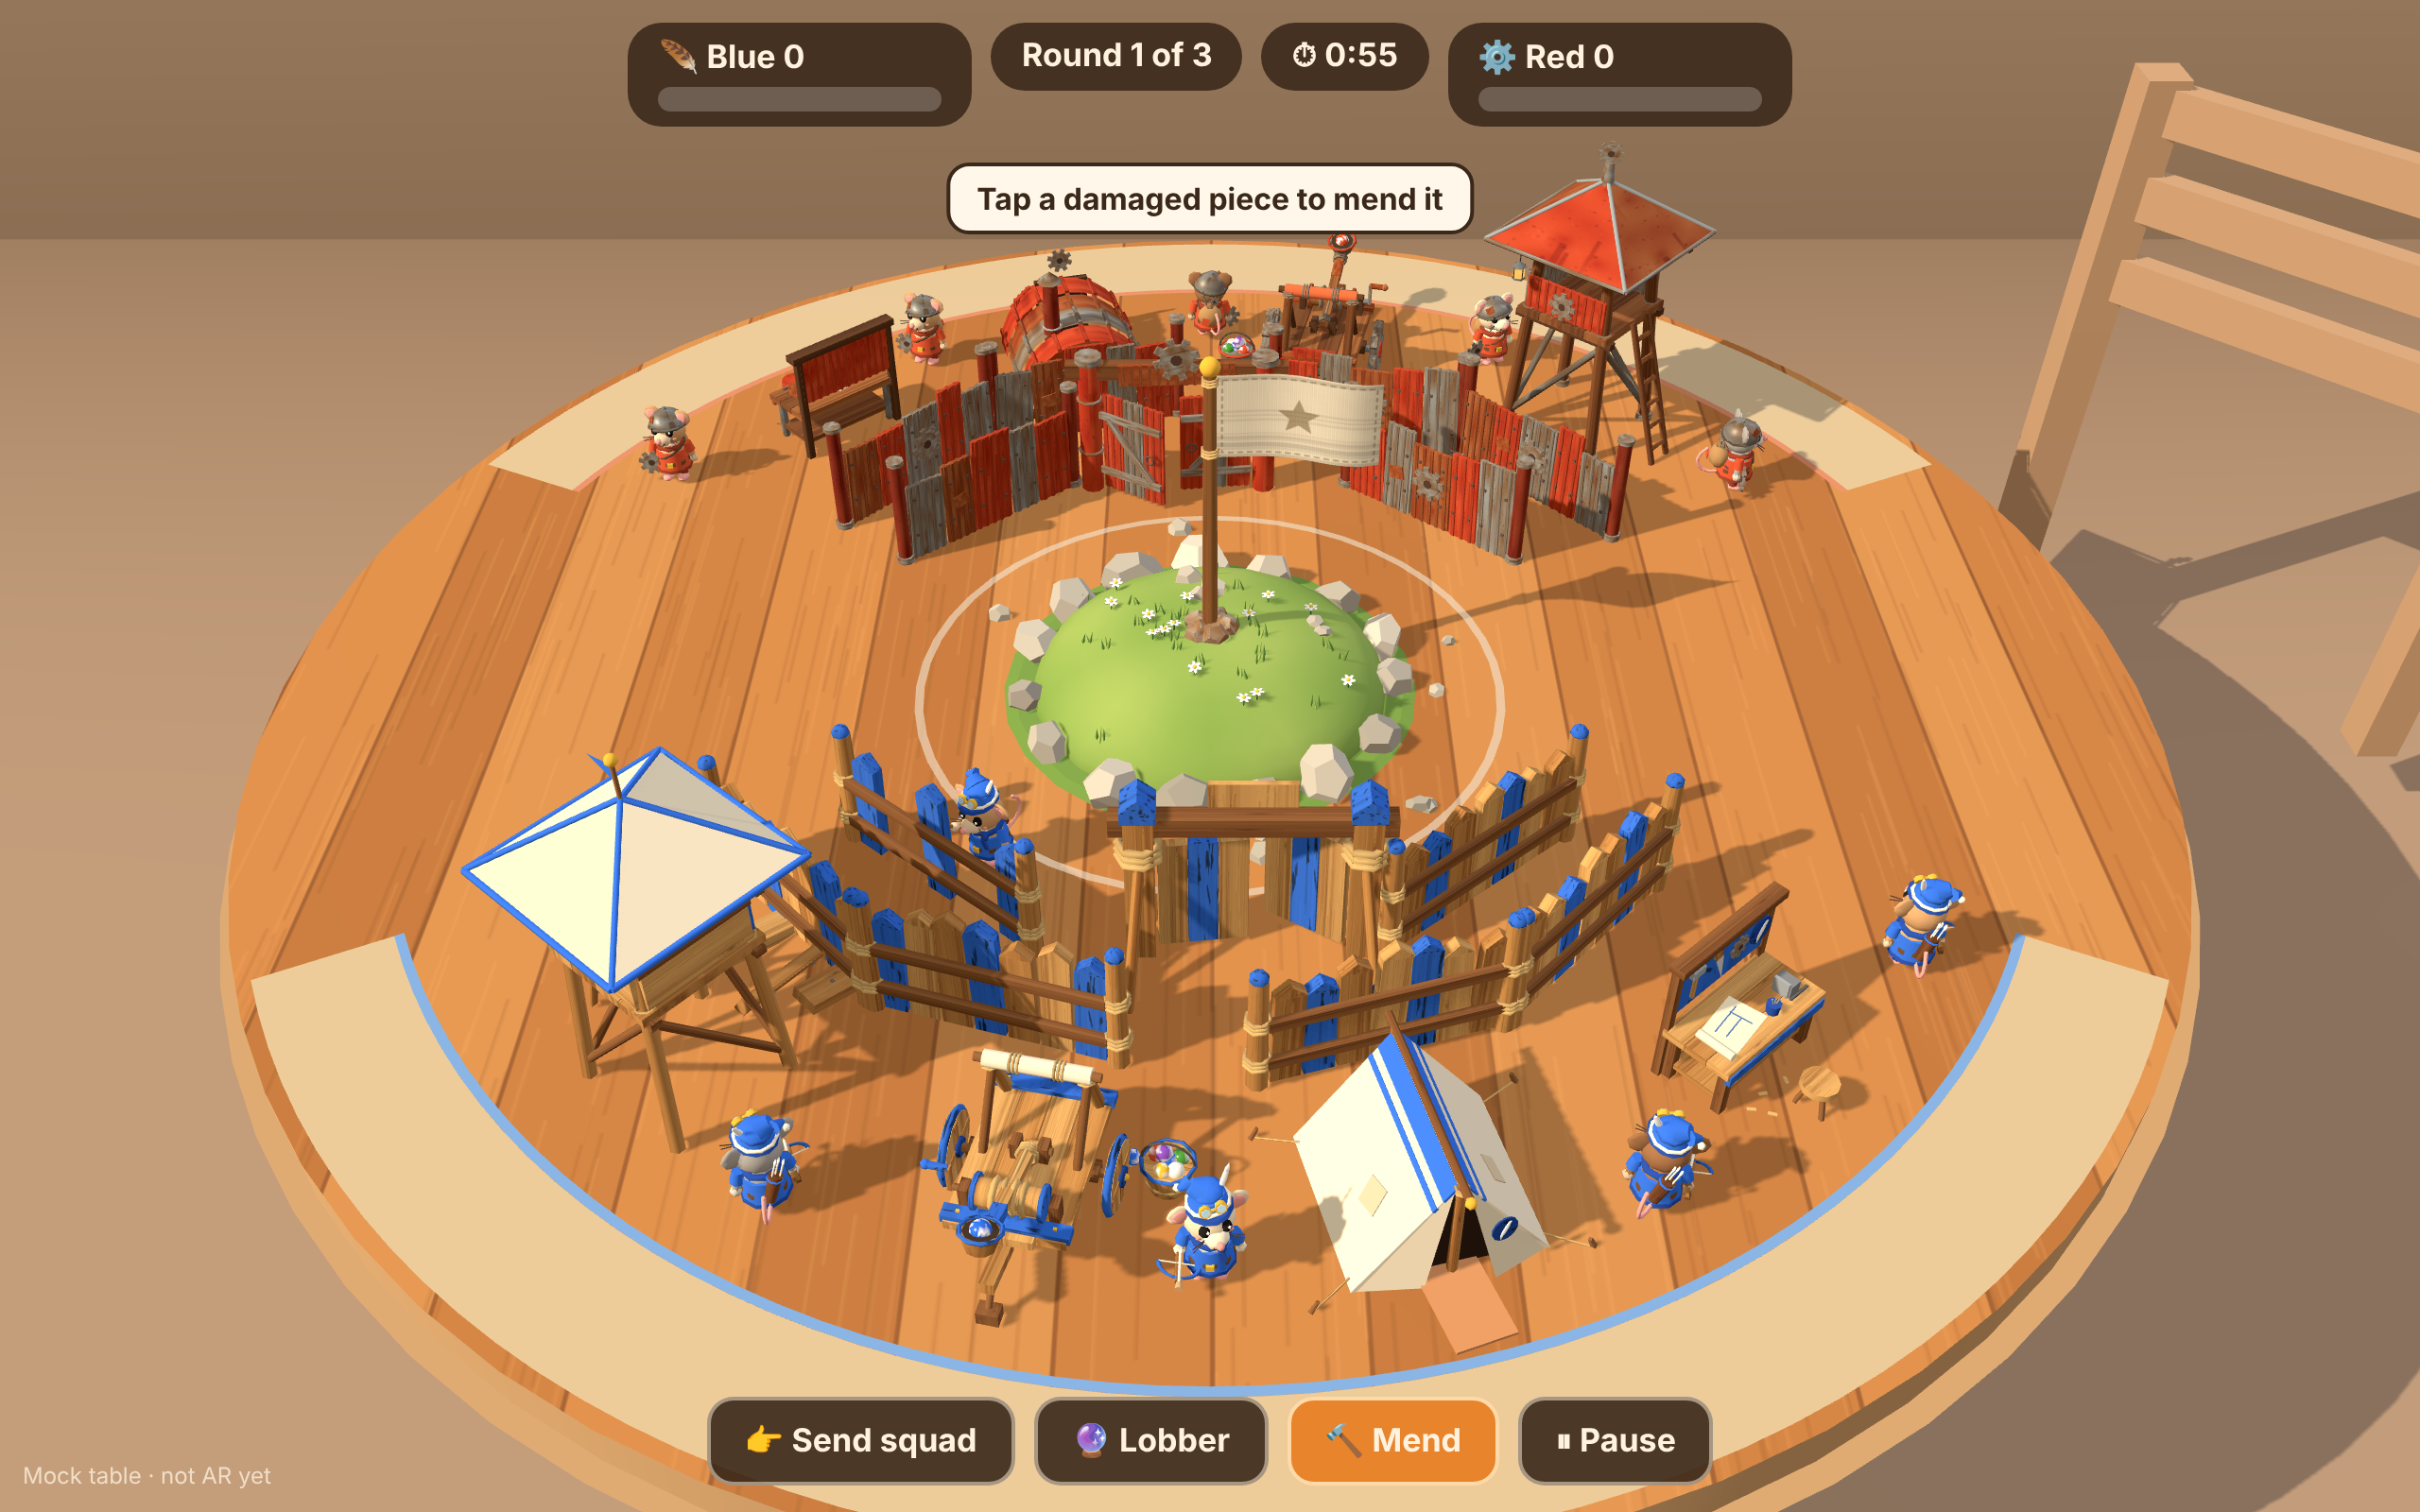 Blue 0
Round 1 of 3
0:55
Red 0
Tap a damaged piece to mend it
Send squad
Lobber
Mend
Pause
Mock table · not AR yet